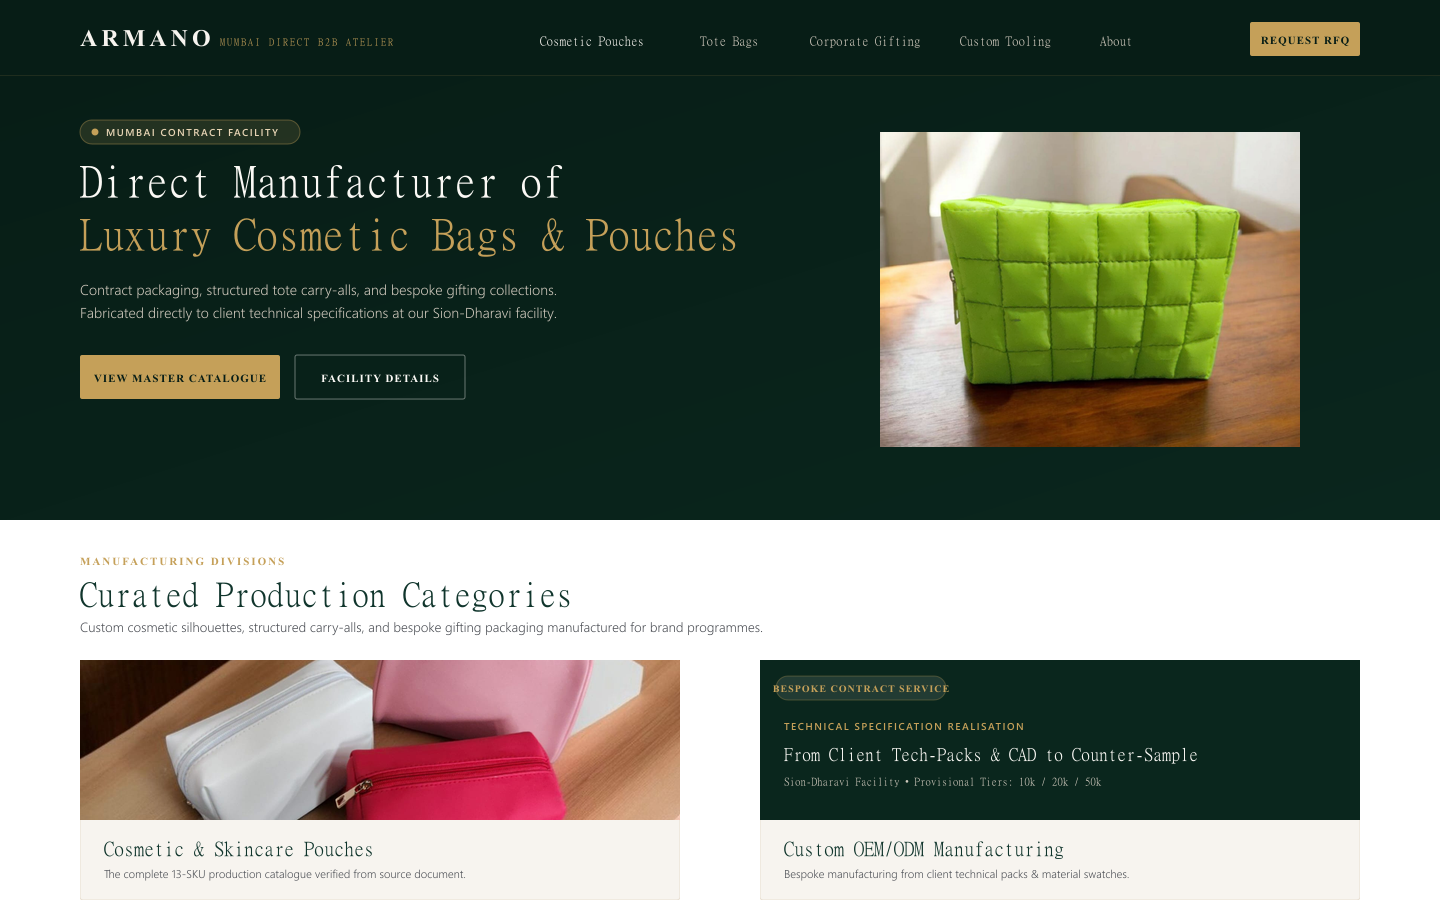 ARMANO MUMBAI DIRECT B2B ATELIER
Cosmetic Pouches
Tote Bags
Corporate Gifting
Custom Tooling
About
REQUEST RFQ
MUMBAI CONTRACT FACILITY
Direct Manufacturer of
Luxury Cosmetic Bags & Pouches
Contract packaging, structured tote carry-alls, and bespoke gifting collections.
Fabricated directly to client technical specifications at our Sion-Dharavi facility.
VIEW MASTER CATALOGUE
FACILITY DETAILS
MANUFACTURING DIVISIONS
Curated Production Categories
Custom cosmetic silhouettes, structured carry-alls, and bespoke gifting packaging manufactured for brand programmes.
Cosmetic & Skincare Pouches
The complete 13-SKU production catalogue verified from source document.
BESPOKE CONTRACT SERVICE
TECHNICAL SPECIFICATION REALISATION
From Client Tech-Packs & CAD to Counter-Sample
Sion-Dharavi Facility • Provisional Tiers: 10k / 20k / 50k
Custom OEM/ODM Manufacturing
Bespoke manufacturing from client technical packs & material swatches.